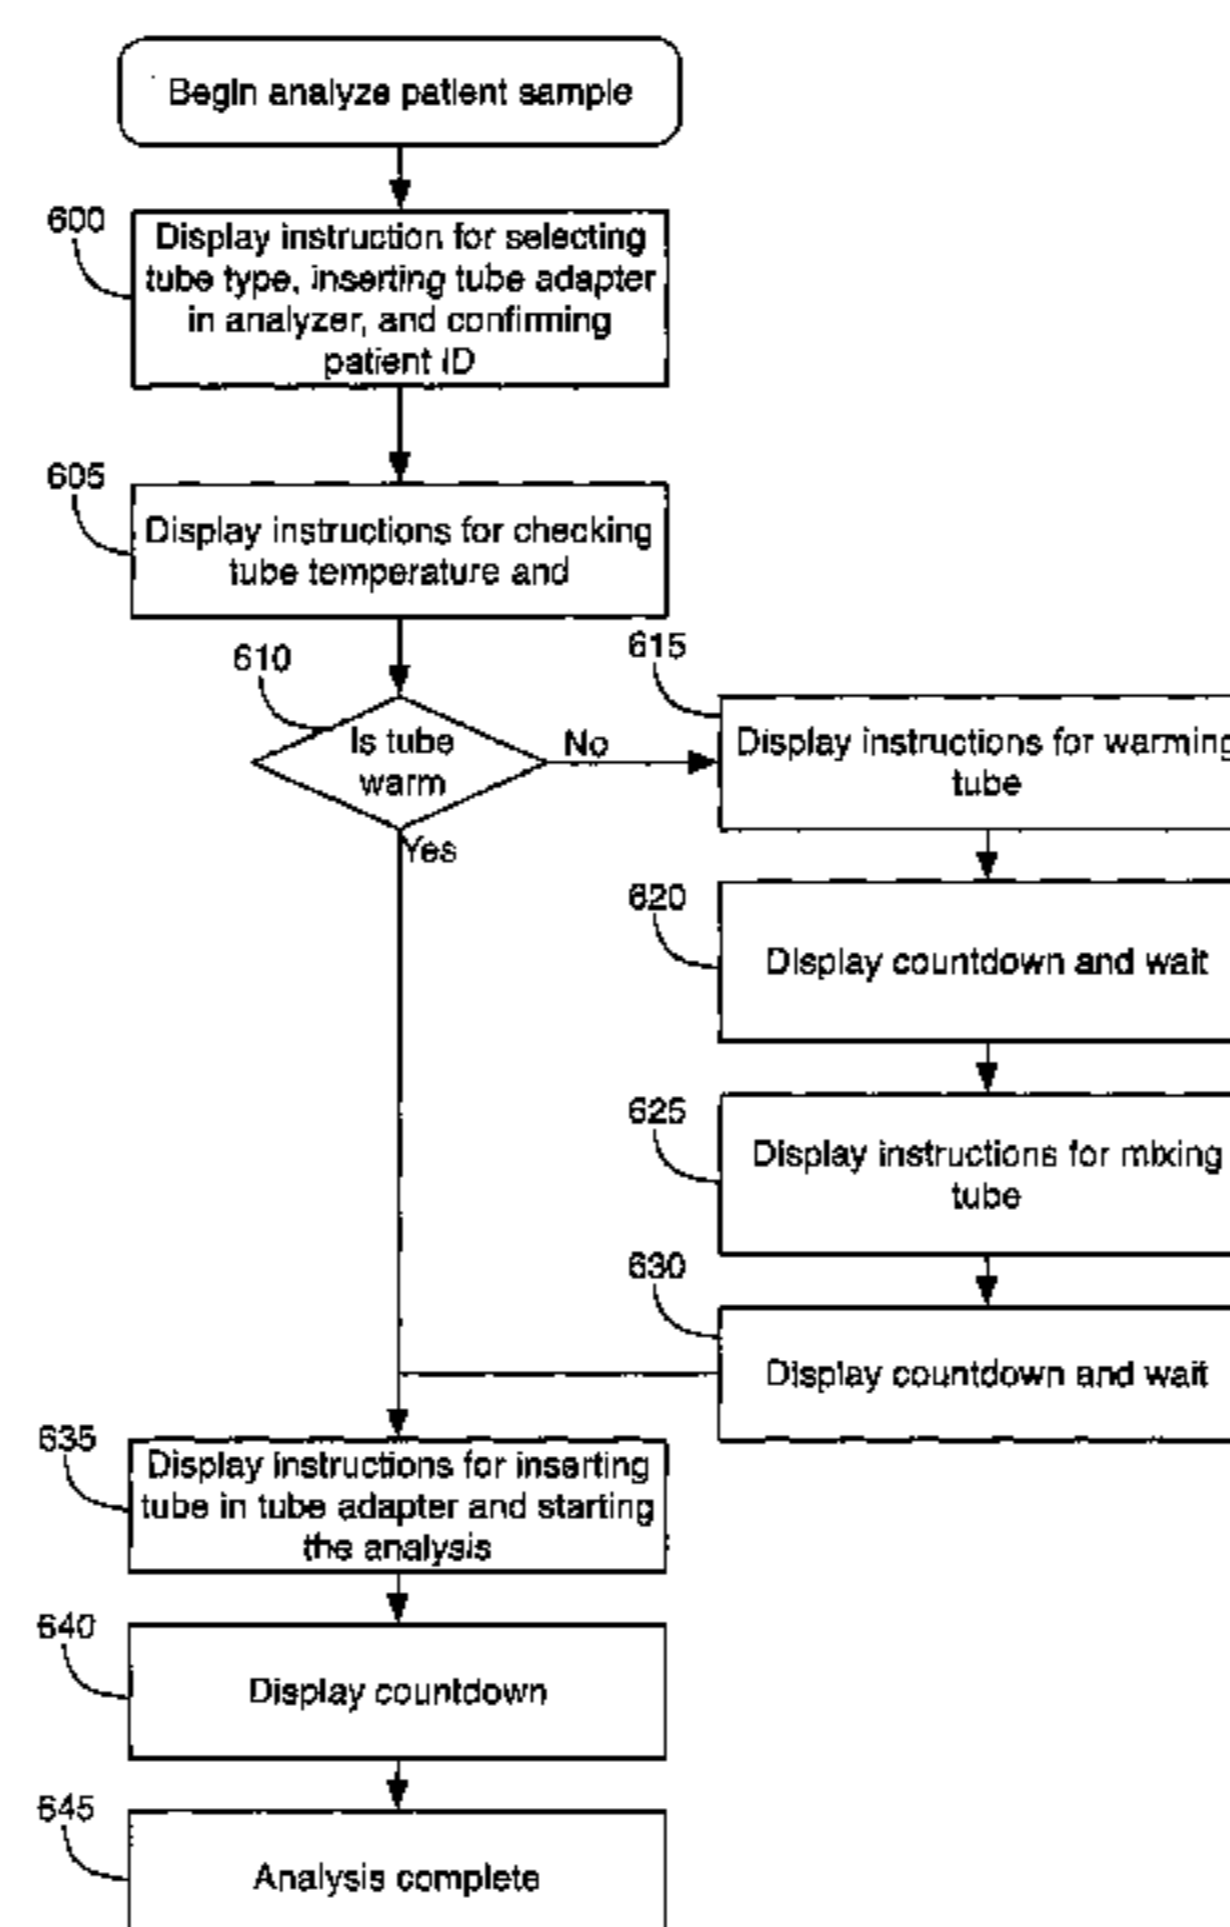 Begin analyze patient sample
600
Display instruction for selecting
tube type, inserting tube adapter
in analyzer, and confirming
patient ID
605
Display instructions for checking
tube temperature and
610
Is tube
warm
No
Yes
615
Display instructions for warming
tube
620
Display countdown and wait
625
Display instructions for mixing
tube
630
Display countdown and wait
635
Display instructions for inserting
tube in tube adapter and starting
the analysis
640
Display countdown
645
Analysis complete